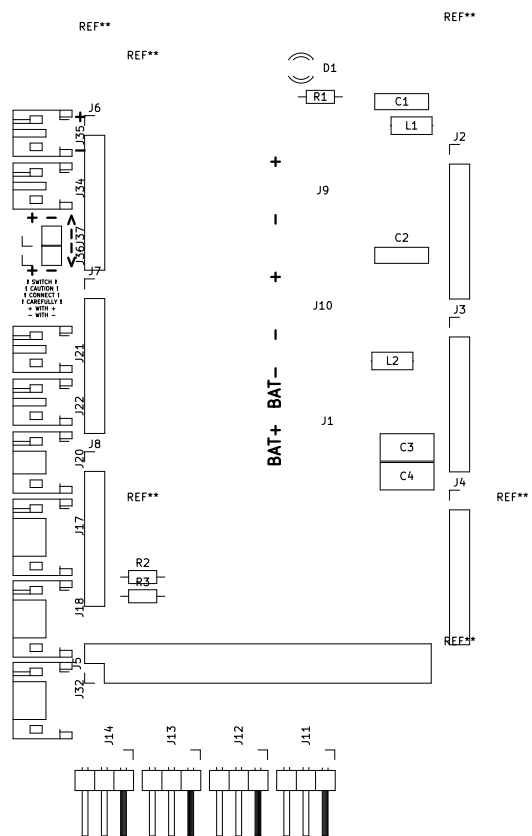 REF**
REF**
REF**
D1
R1
C1
L1
J6
+
J35
−
J2
J34
+
J9
+ − >
−
J37
C2
J36
+ − <
J7
+
! SWITCH !
! CAUTION !
! CONNECT !
! CAREFULLY !
+ WITH +
- WITH -
J10
J3
−
J21
L2
BAT−
J22
J1
BAT+
J8
C3
J20
C4
J4
REF**
REF**
J17
R2
R3
J18
REF**
J5
J32
J14
J13
J12
J11